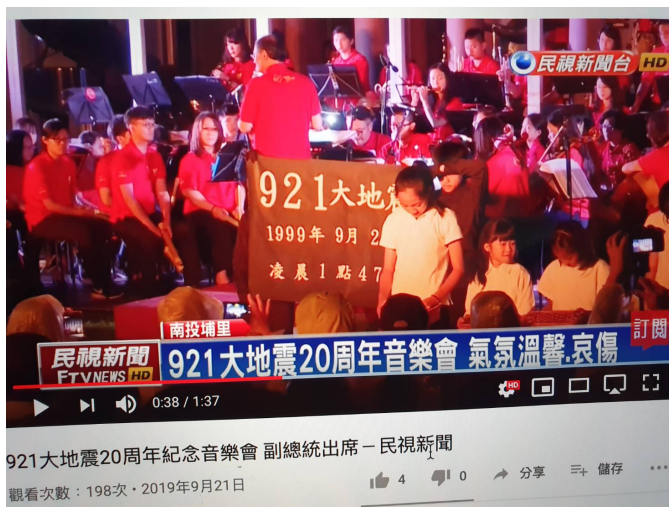 民視新聞台 HD
921大地
1999年9月2
凌晨1點47
南投埔里
訂閱
民視新聞
FTVNEWS HD
921大地震20周年音樂會 氣氛溫馨.哀傷
HD
0:38 / 1:37
921大地震20周年紀念音樂會 副總統出席 – 民視新聞
觀看次數：198次・2019年9月21日
4
0
分享
儲存